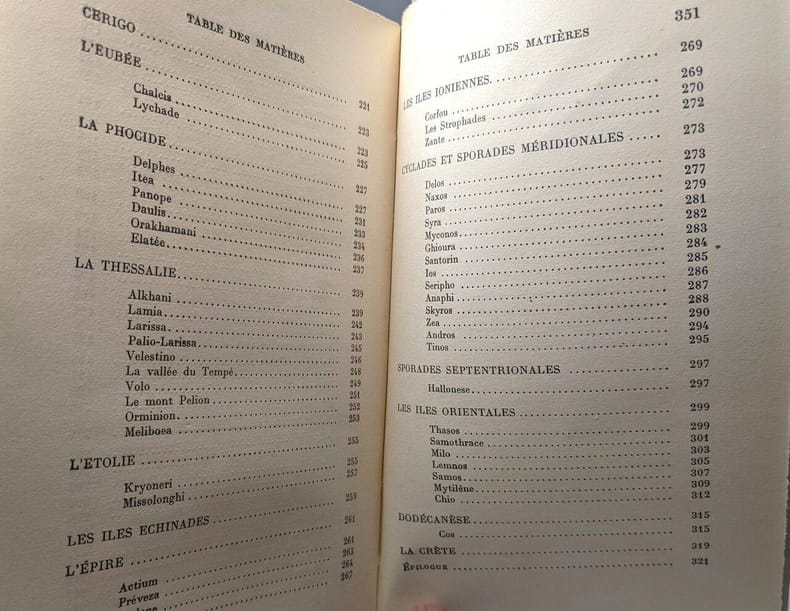 TABLE DES MATIÈRES
CERIGO ..... 221
L'EUBÉE ..... 223
Chalcis ..... 223
Lychade ..... 225
LA PHOCIDE ..... 227
Delphes ..... 227
Itea ..... 231
Panope ..... 233
Daulis ..... 234
Orakhamani ..... 236
Elatée ..... 237
LA THESSALIE ..... 239
Alkhani ..... 239
Lamia ..... 242
Larissa ..... 243
Palio-Larissa ..... 245
Velestino ..... 246
La vallée du Tempé ..... 248
Volo ..... 249
Le mont Pelion ..... 251
Orminion ..... 252
Meliboea ..... 253
L'ETOLIE ..... 255
Kryoneri ..... 255
Missolonghi ..... 257
LES ILES ECHINADES ..... 259
L'ÉPIRE ..... 261
Actium ..... 261
Préveza ..... 263
264
267
TABLE DES MATIÈRES 351
LES ILES IONIENNES ..... 269
Corfou ..... 269
Les Strophades ..... 270
Zante ..... 272
CYCLADES ET SPORADES MÉRIDIONALES ..... 273
Delos ..... 273
Naxos ..... 277
Paros ..... 279
Syra ..... 281
Myconos ..... 282
Ghioura ..... 283
Santorin ..... 284
Ios ..... 285
Seripho ..... 286
Anaphi ..... 287
Skyros ..... 288
Zea ..... 290
Andros ..... 294
Tinos ..... 295
SPORADES SEPTENTRIONALES ..... 297
Hallonese ..... 297
LES ILES ORIENTALES ..... 299
Thasos ..... 299
Samothrace ..... 301
Milo ..... 303
Lemnos ..... 305
Samos ..... 307
Mytilène ..... 309
Chio ..... 312
DODÉCANÈSE ..... 315
Cos ..... 315
LA CRÈTE ..... 319
ÉPILOGUE ..... 321